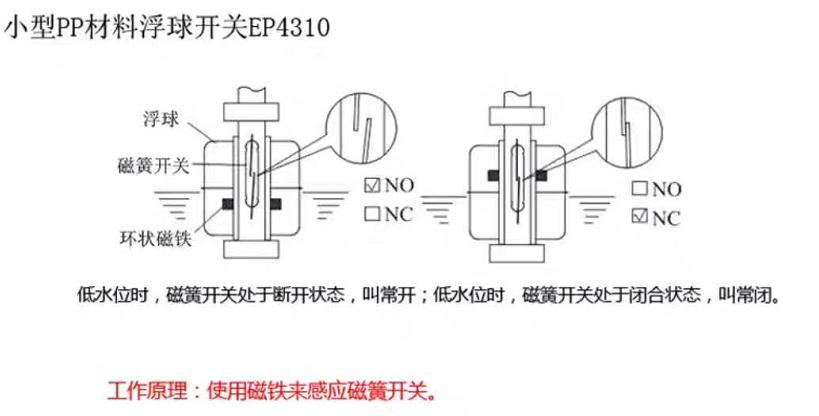 小型PP材料浮球开关EP4310
浮球
磁簧开关
环状磁铁
NO
NC
NO
NC
低水位时，磁簧开关处于断开状态，叫常开；低水位时，磁簧开关处于闭合状态，叫常闭。
工作原理：使用磁铁来感应磁簧开关。